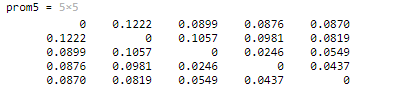 prom5 = 5×5
0 0.1222 0.0899 0.0876 0.0870
0.1222 0 0.1057 0.0981 0.0819
0.0899 0.1057 0 0.0246 0.0549
0.0876 0.0981 0.0246 0 0.0437
0.0870 0.0819 0.0549 0.0437 0